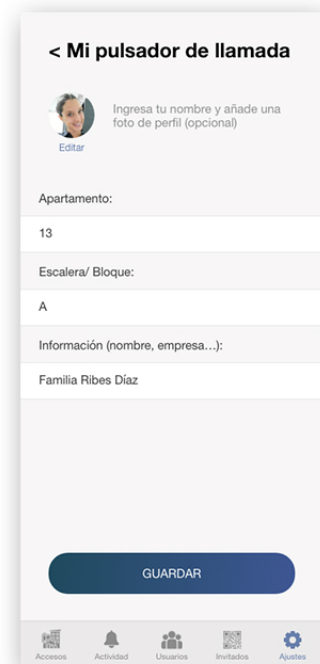 < Mi pulsador de llamada
Ingresa tu nombre y añade una
foto de perfil (opcional)
Editar
Apartamento:
13
Escalera/ Bloque:
A
Información (nombre, empresa...):
Familia Ribes Díaz
GUARDAR
Accesos
Actividad
Usuarios
Invitados
Ajustes